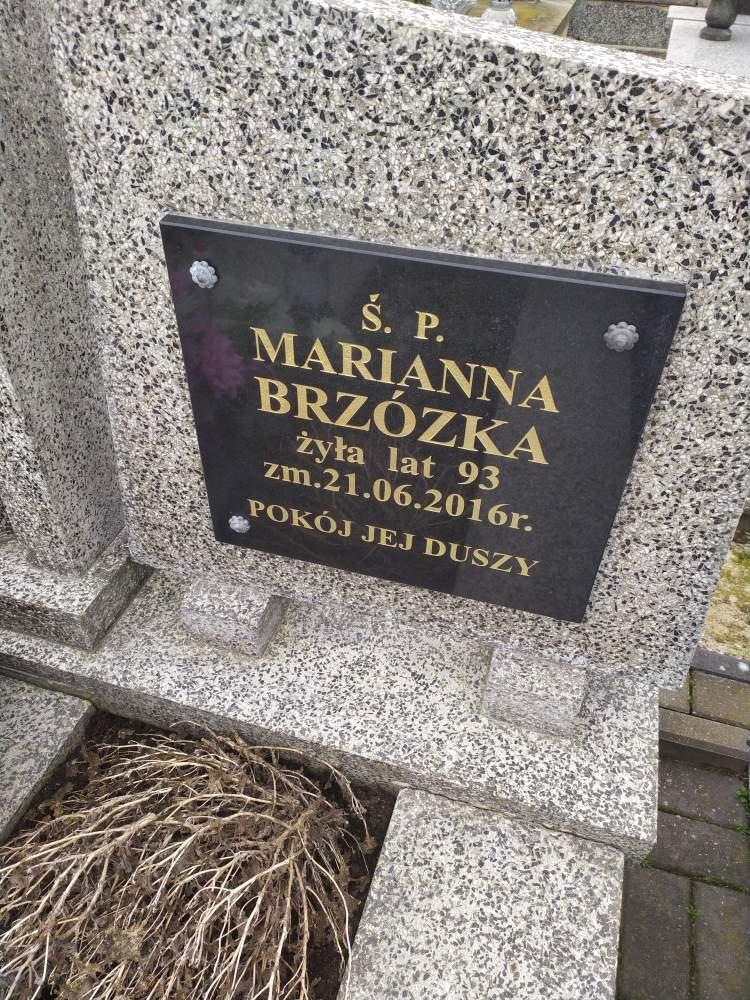 Ś. P.
MARIANNA
BRZÓZKA
żyła lat 93
zm.21.06.2016r.
POKÓJ JEJ DUSZY